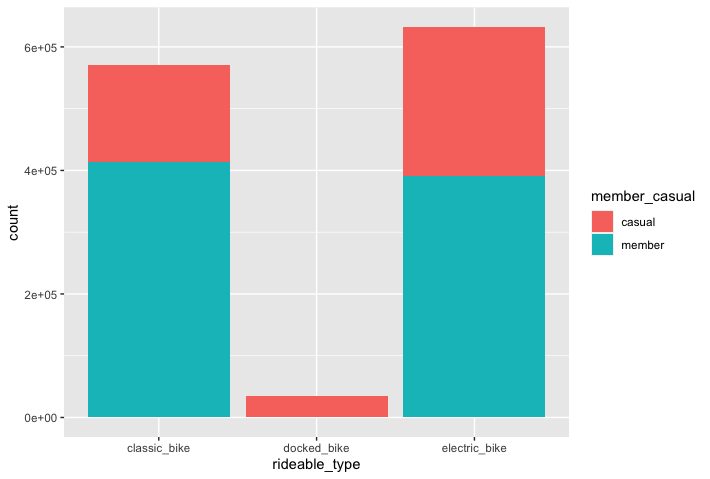 6e+05
4e+05
2e+05
0e+00
count
classic_bike
docked_bike
electric_bike
rideable_type
member_casual
casual
member